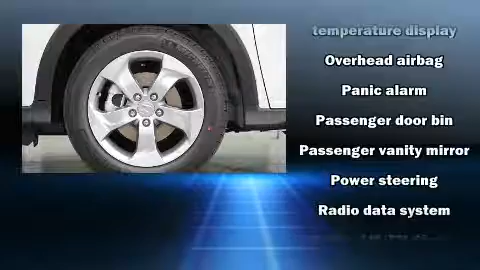 temperature display
Overhead airbag
Panic alarm
Passenger door bin
Passenger vanity mirror
Power steering
Radio data system